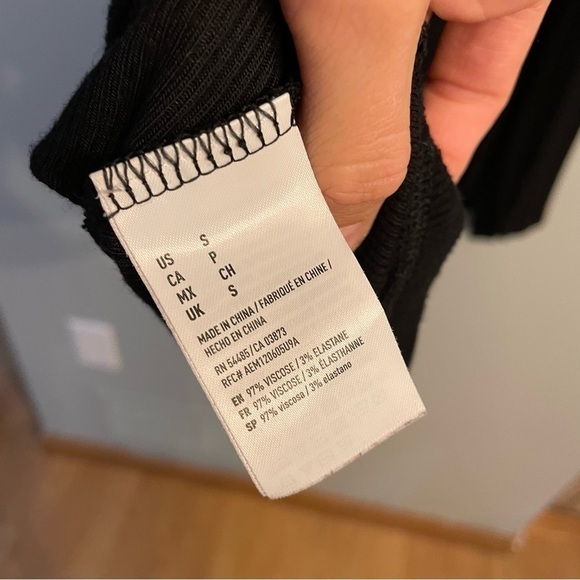 US S
CA P
MX CH
UK S
MADE IN CHINA / FABRIQUÉ EN CHINE /
HECHO EN CHINA
RN 54485 / CA 03873
RFC# AEM120605U9A
EN 97% VISCOSE / 3% ELASTANE
FR 97% VISCOSE / 3% ÉLASTHANNE
SP 97% viscosa / 3% elastano